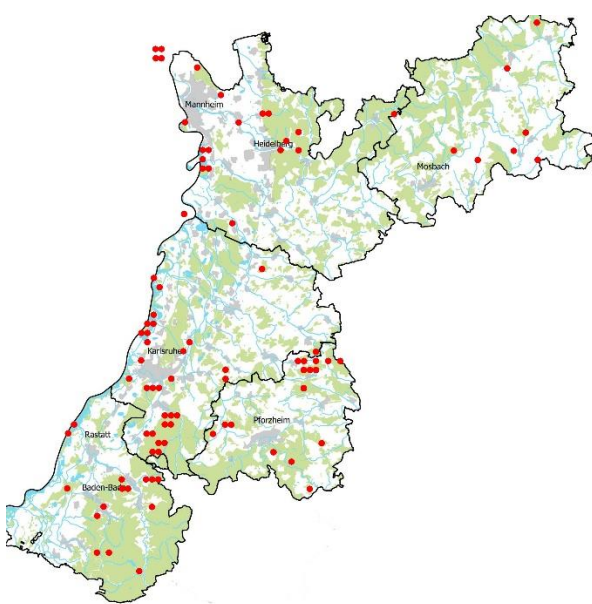 Mannheim
Heidelberg
Mosbach
Karlsruhe
Pforzheim
Rastatt
Baden-Baden